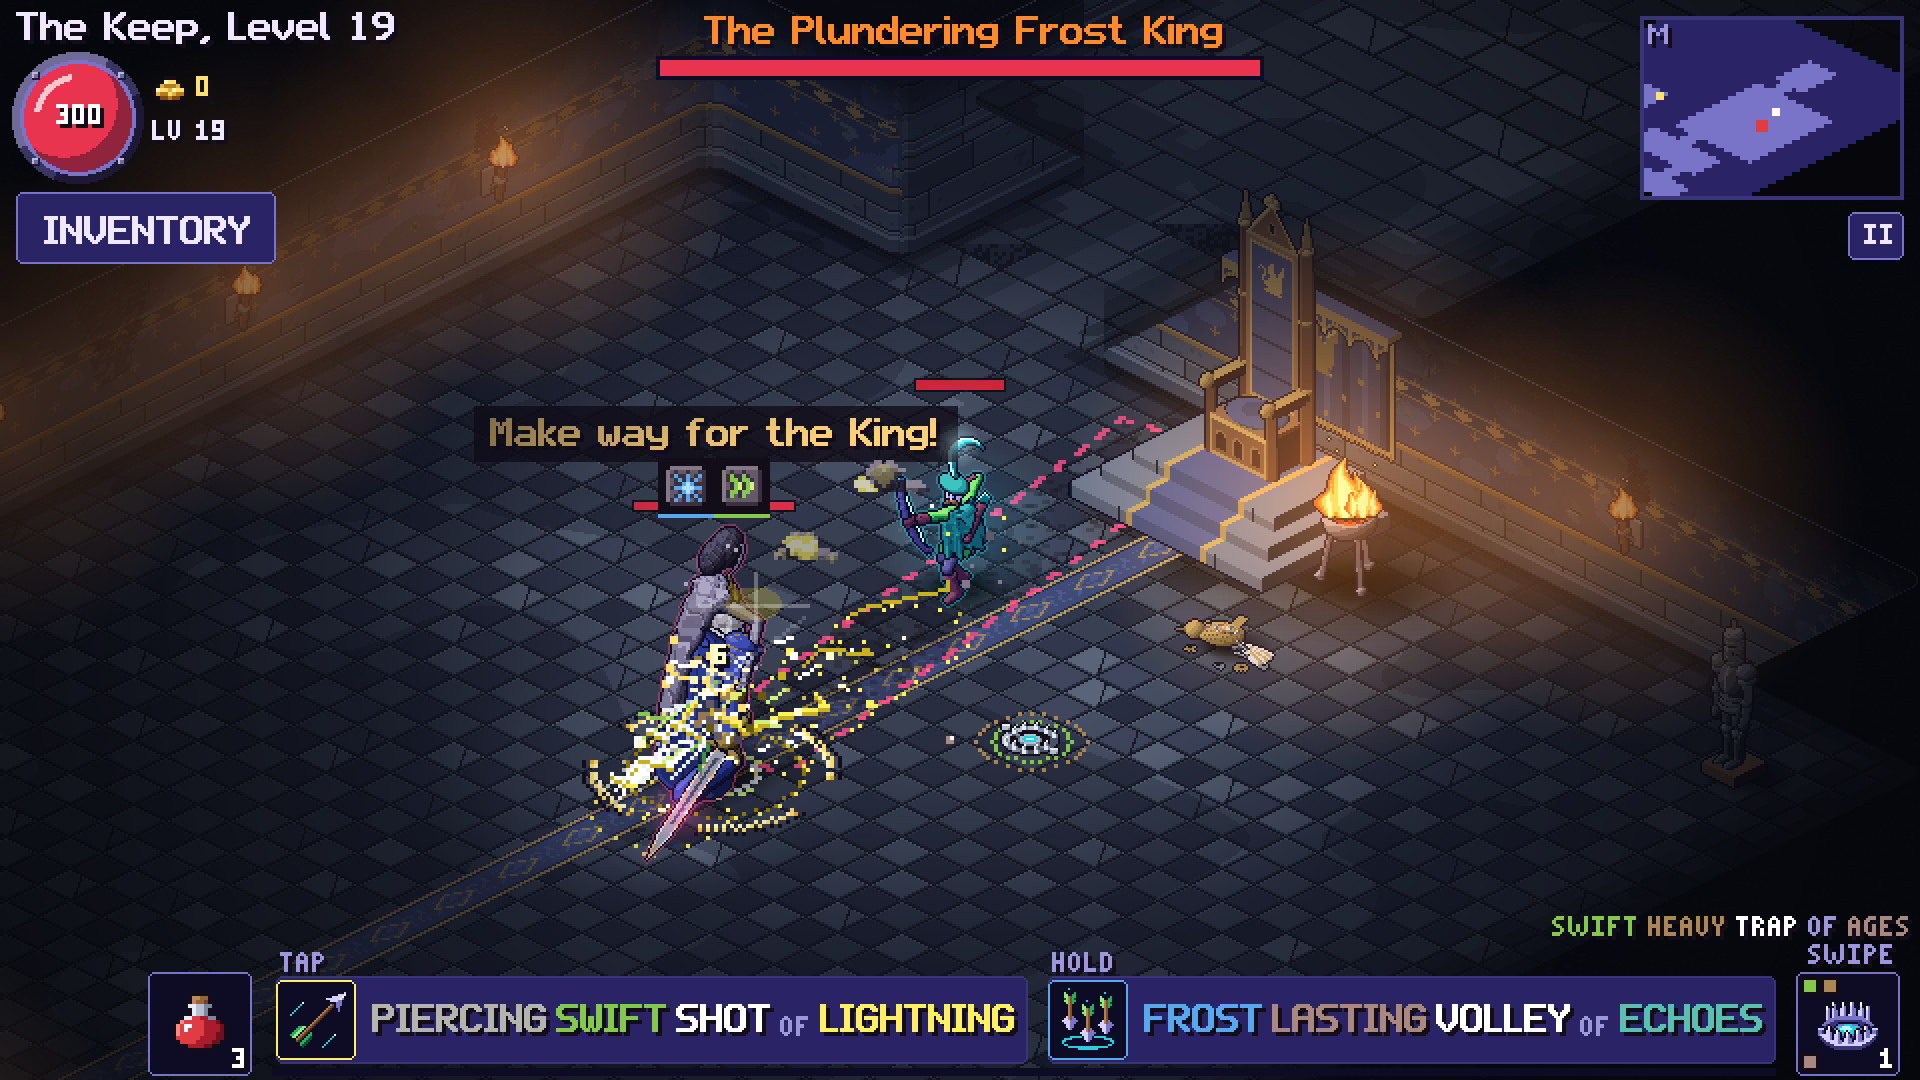 The Keep, Level 19
The Plundering Frost King
M
300
0
LV 19
INVENTORY
II
Make way for the King!
6
SWIFT HEAVY TRAP OF AGES
TAP
HOLD
SWIPE
3
PIERCING SWIFT SHOT OF LIGHTNING
FROST LASTING VOLLEY OF ECHOES
1